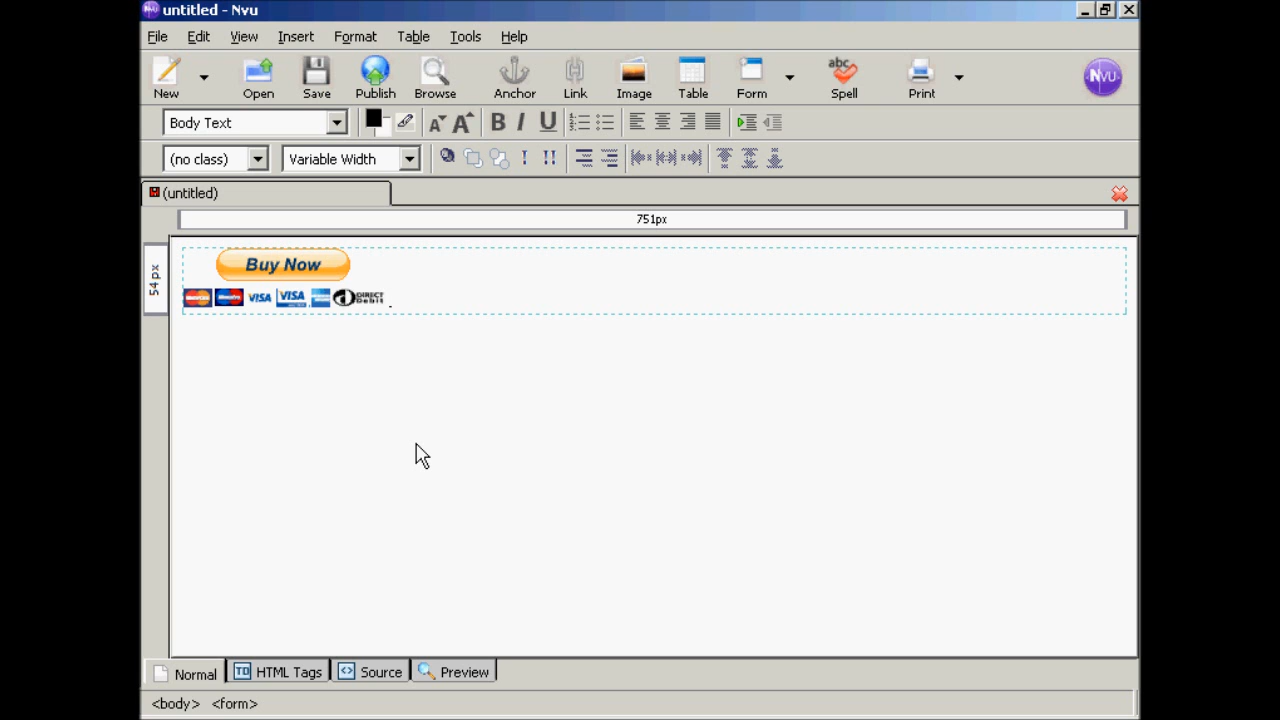 untitled - Nvu
File Edit View Insert Format Table Tools Help
New Open Save Publish Browse Anchor Link Image Table Form Spell Print
Body Text
(no class) Variable Width
(untitled)
751px
54 px
Buy Now
VISA VISA DIRECT Debit
Normal HTML Tags Source Preview
<body> <form>